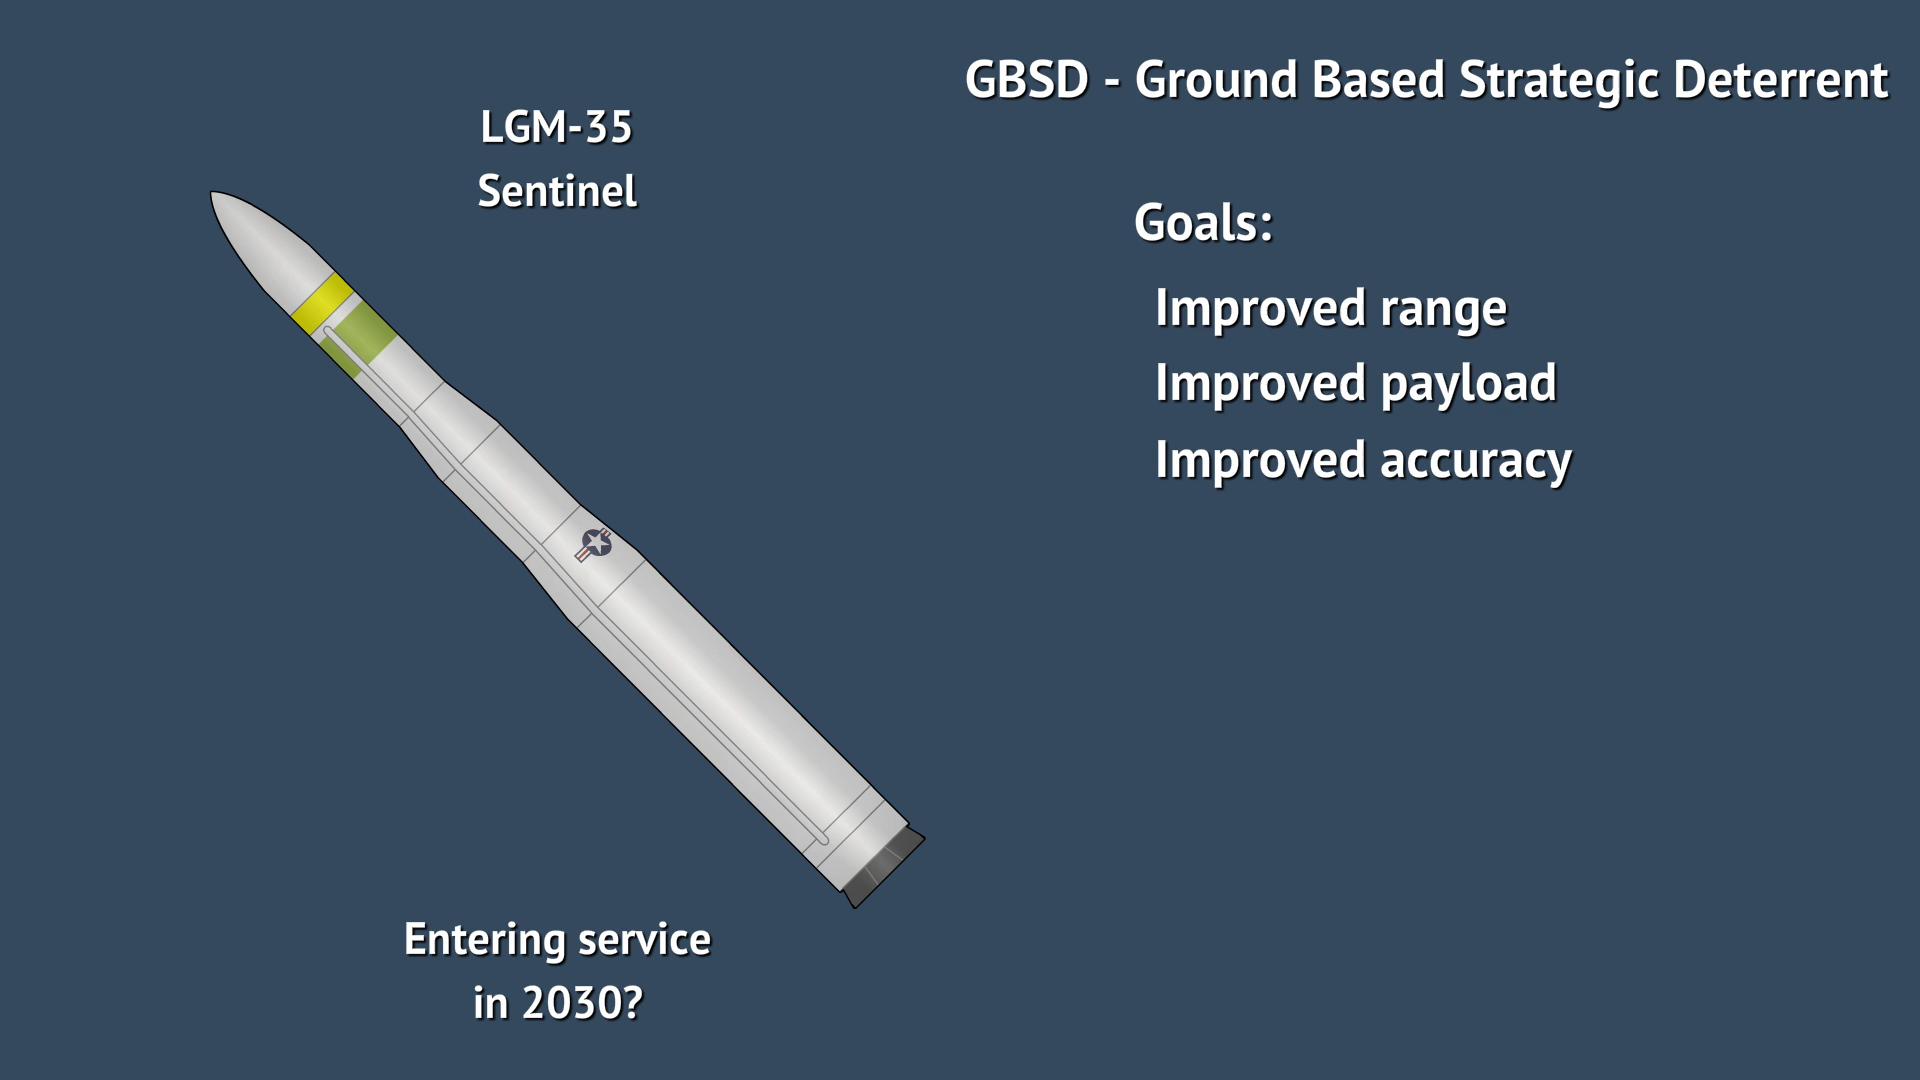 GBSD - Ground Based Strategic Deterrent
LGM-35
Sentinel
Goals:
Improved range
Improved payload
Improved accuracy
Entering service
in 2030?